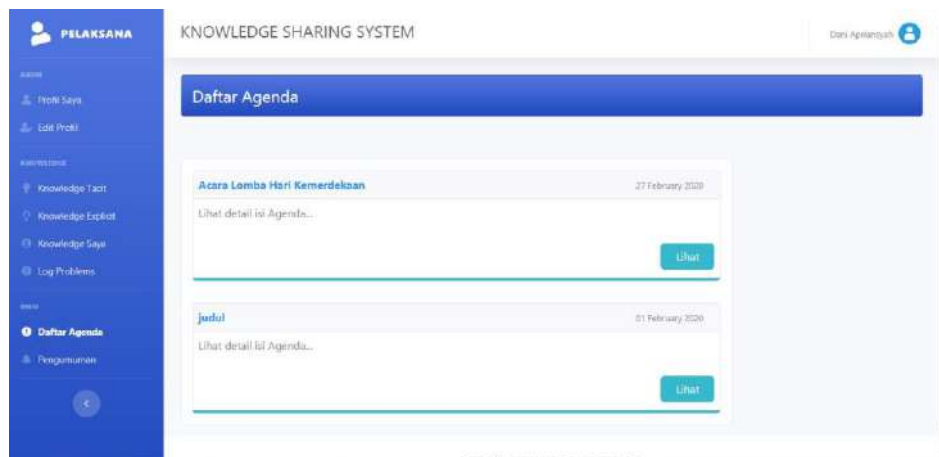 PELAKSANA
KNOWLEDGE SHARING SYSTEM
Dani Apriansyah
Profil Saya
Edit Profil
Daftar Agenda
KNOWLEDGE
Knowledge Tacit
Knowledge Explicit
Knowledge Saya
Log Problems
Daftar Agenda
Pengumuman
Acara Lomba Hari Kemerdekaan
27 February 2020
Lihat detail isi Agenda...
Lihat
judul
01 February 2020
Lihat detail isi Agenda...
Lihat